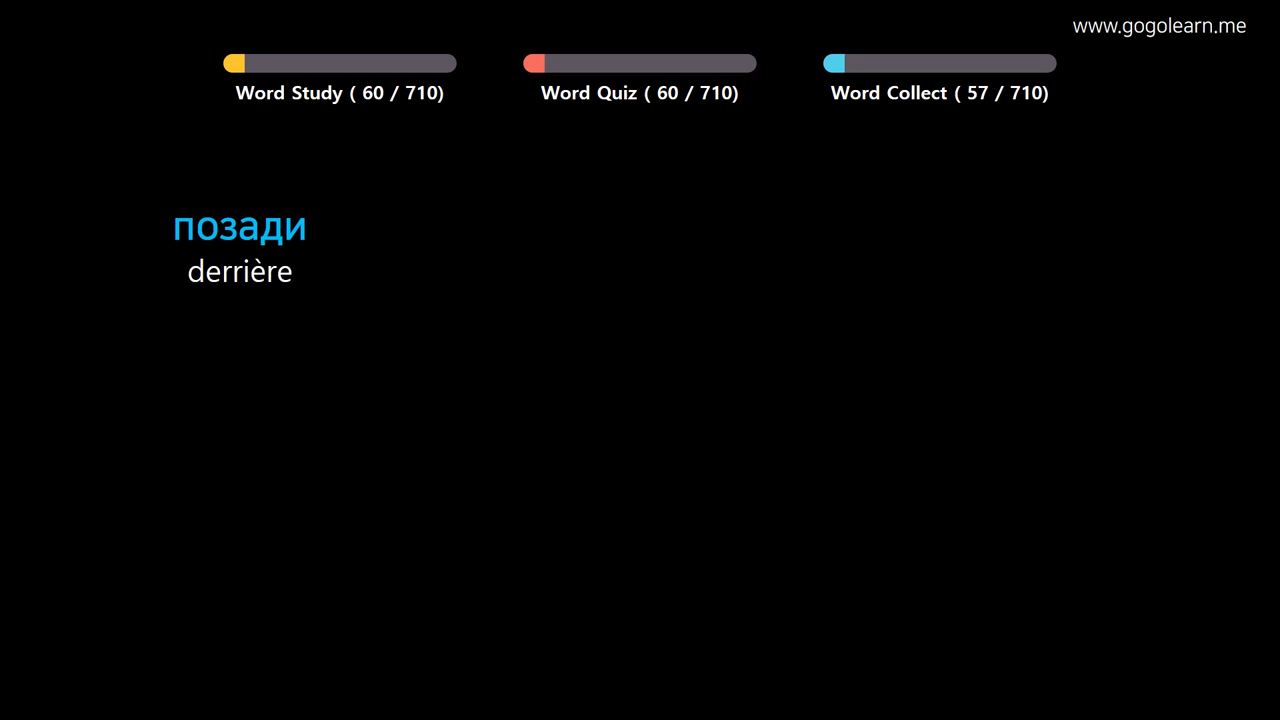 www.gogolearn.me
Word Study ( 60 / 710)
Word Quiz ( 60 / 710)
Word Collect ( 57 / 710)
позади
derrière